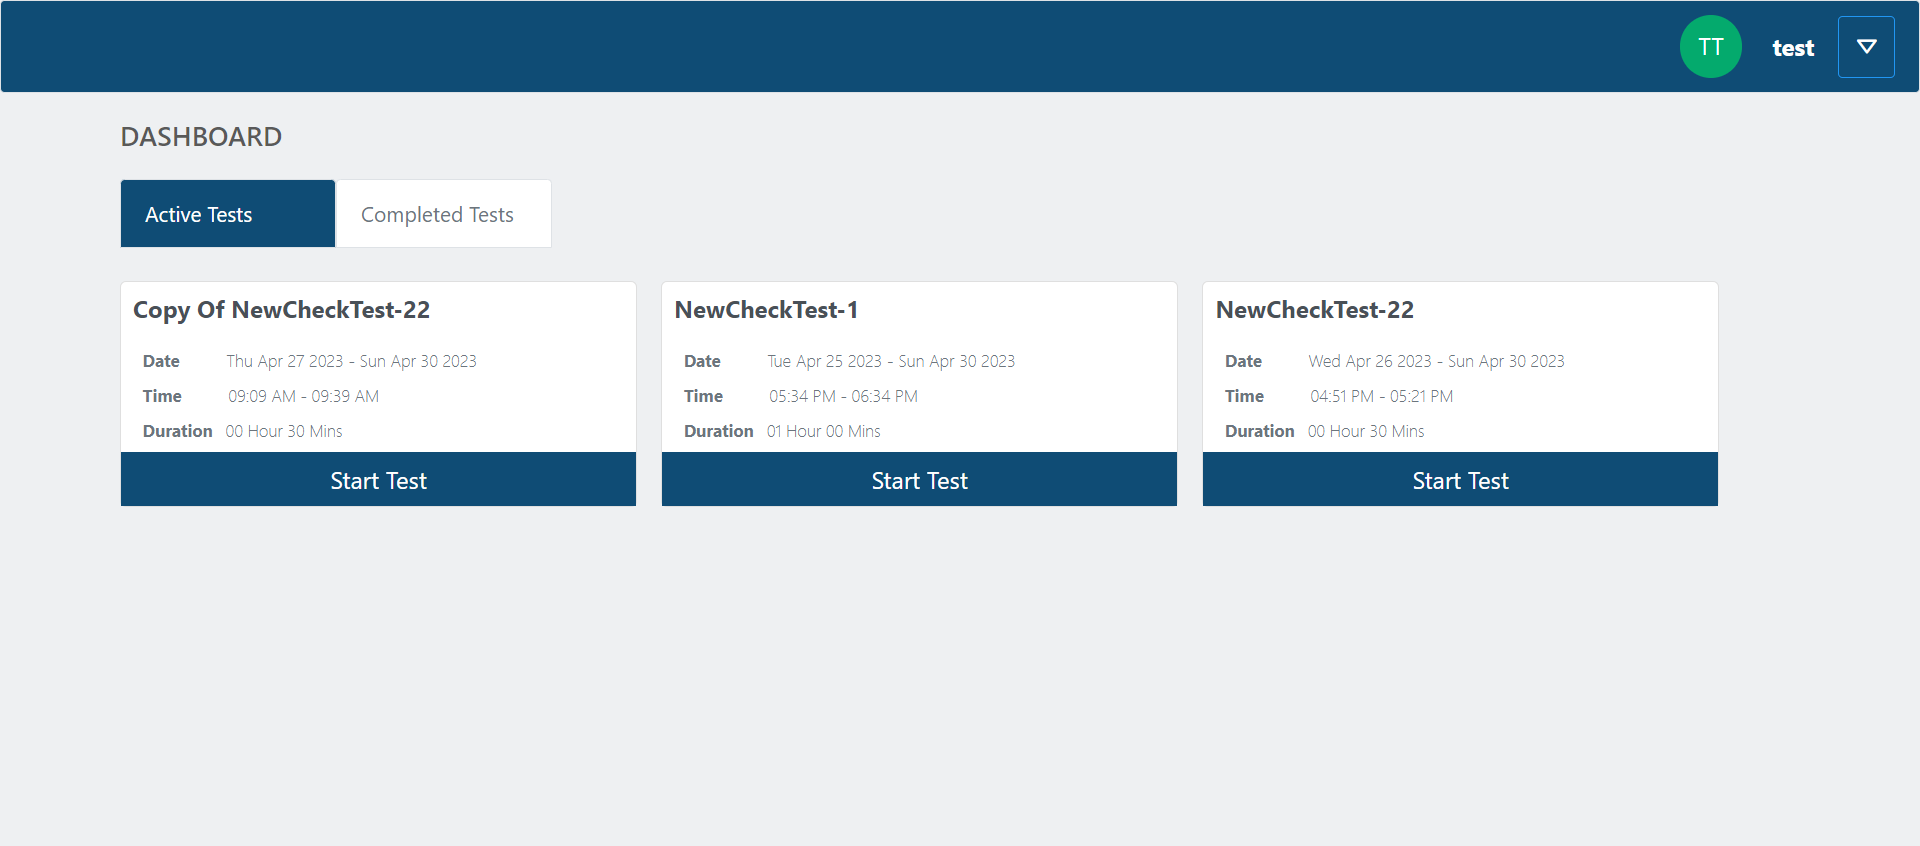 TT
test
DASHBOARD
Active Tests
Completed Tests
Copy Of NewCheckTest-22
Date Thu Apr 27 2023 - Sun Apr 30 2023
Time 09:09 AM - 09:39 AM
Duration 00 Hour 30 Mins
Start Test
NewCheckTest-1
Date Tue Apr 25 2023 - Sun Apr 30 2023
Time 05:34 PM - 06:34 PM
Duration 01 Hour 00 Mins
Start Test
NewCheckTest-22
Date Wed Apr 26 2023 - Sun Apr 30 2023
Time 04:51 PM - 05:21 PM
Duration 00 Hour 30 Mins
Start Test